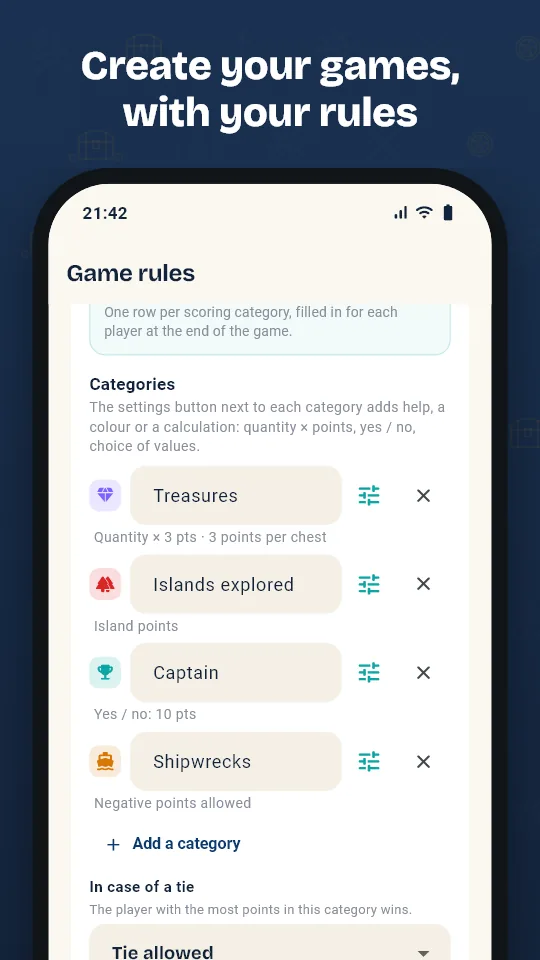 Create your games,
with your rules
21:42
Game rules
One row per scoring category, filled in for each
player at the end of the game.
Categories
The settings button next to each category adds help, a
colour or a calculation: quantity × points, yes / no,
choice of values.
Treasures
Quantity × 3 pts · 3 points per chest
Islands explored
Island points
Captain
Yes / no: 10 pts
Shipwrecks
Negative points allowed
+ Add a category
In case of a tie
The player with the most points in this category wins.
Tie allowed